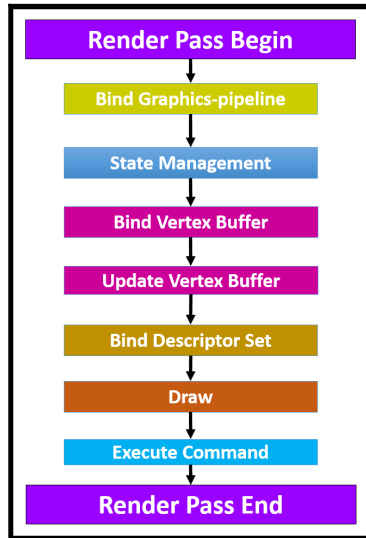 Render Pass Begin
Bind Graphics-pipeline
State Management
Bind Vertex Buffer
Update Vertex Buffer
Bind Descriptor Set
Draw
Execute Command
Render Pass End